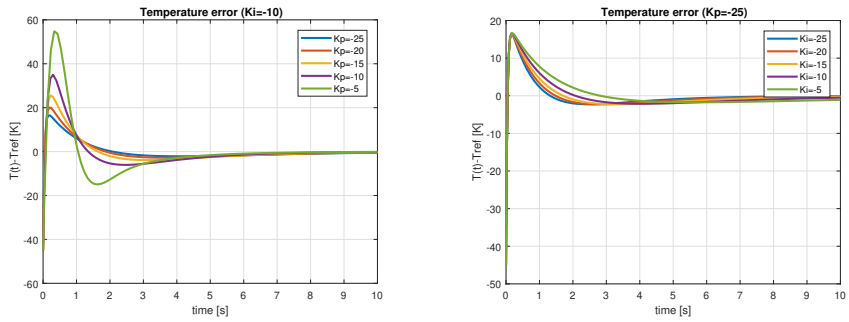 Temperature error (Ki=-10)
60
40
20
0
-20
-40
-60
T(t)-Tref [K]
Kp=-25
Kp=-20
Kp=-15
Kp=-10
Kp=-5
0 1 2 3 4 5 6 7 8 9 10
time [s]
Temperature error (Kp=-25)
20
10
0
-10
-20
-30
-40
-50
T(t)-Tref [K]
Ki=-25
Ki=-20
Ki=-15
Ki=-10
Ki=-5
0 1 2 3 4 5 6 7 8 9 10
time [s]